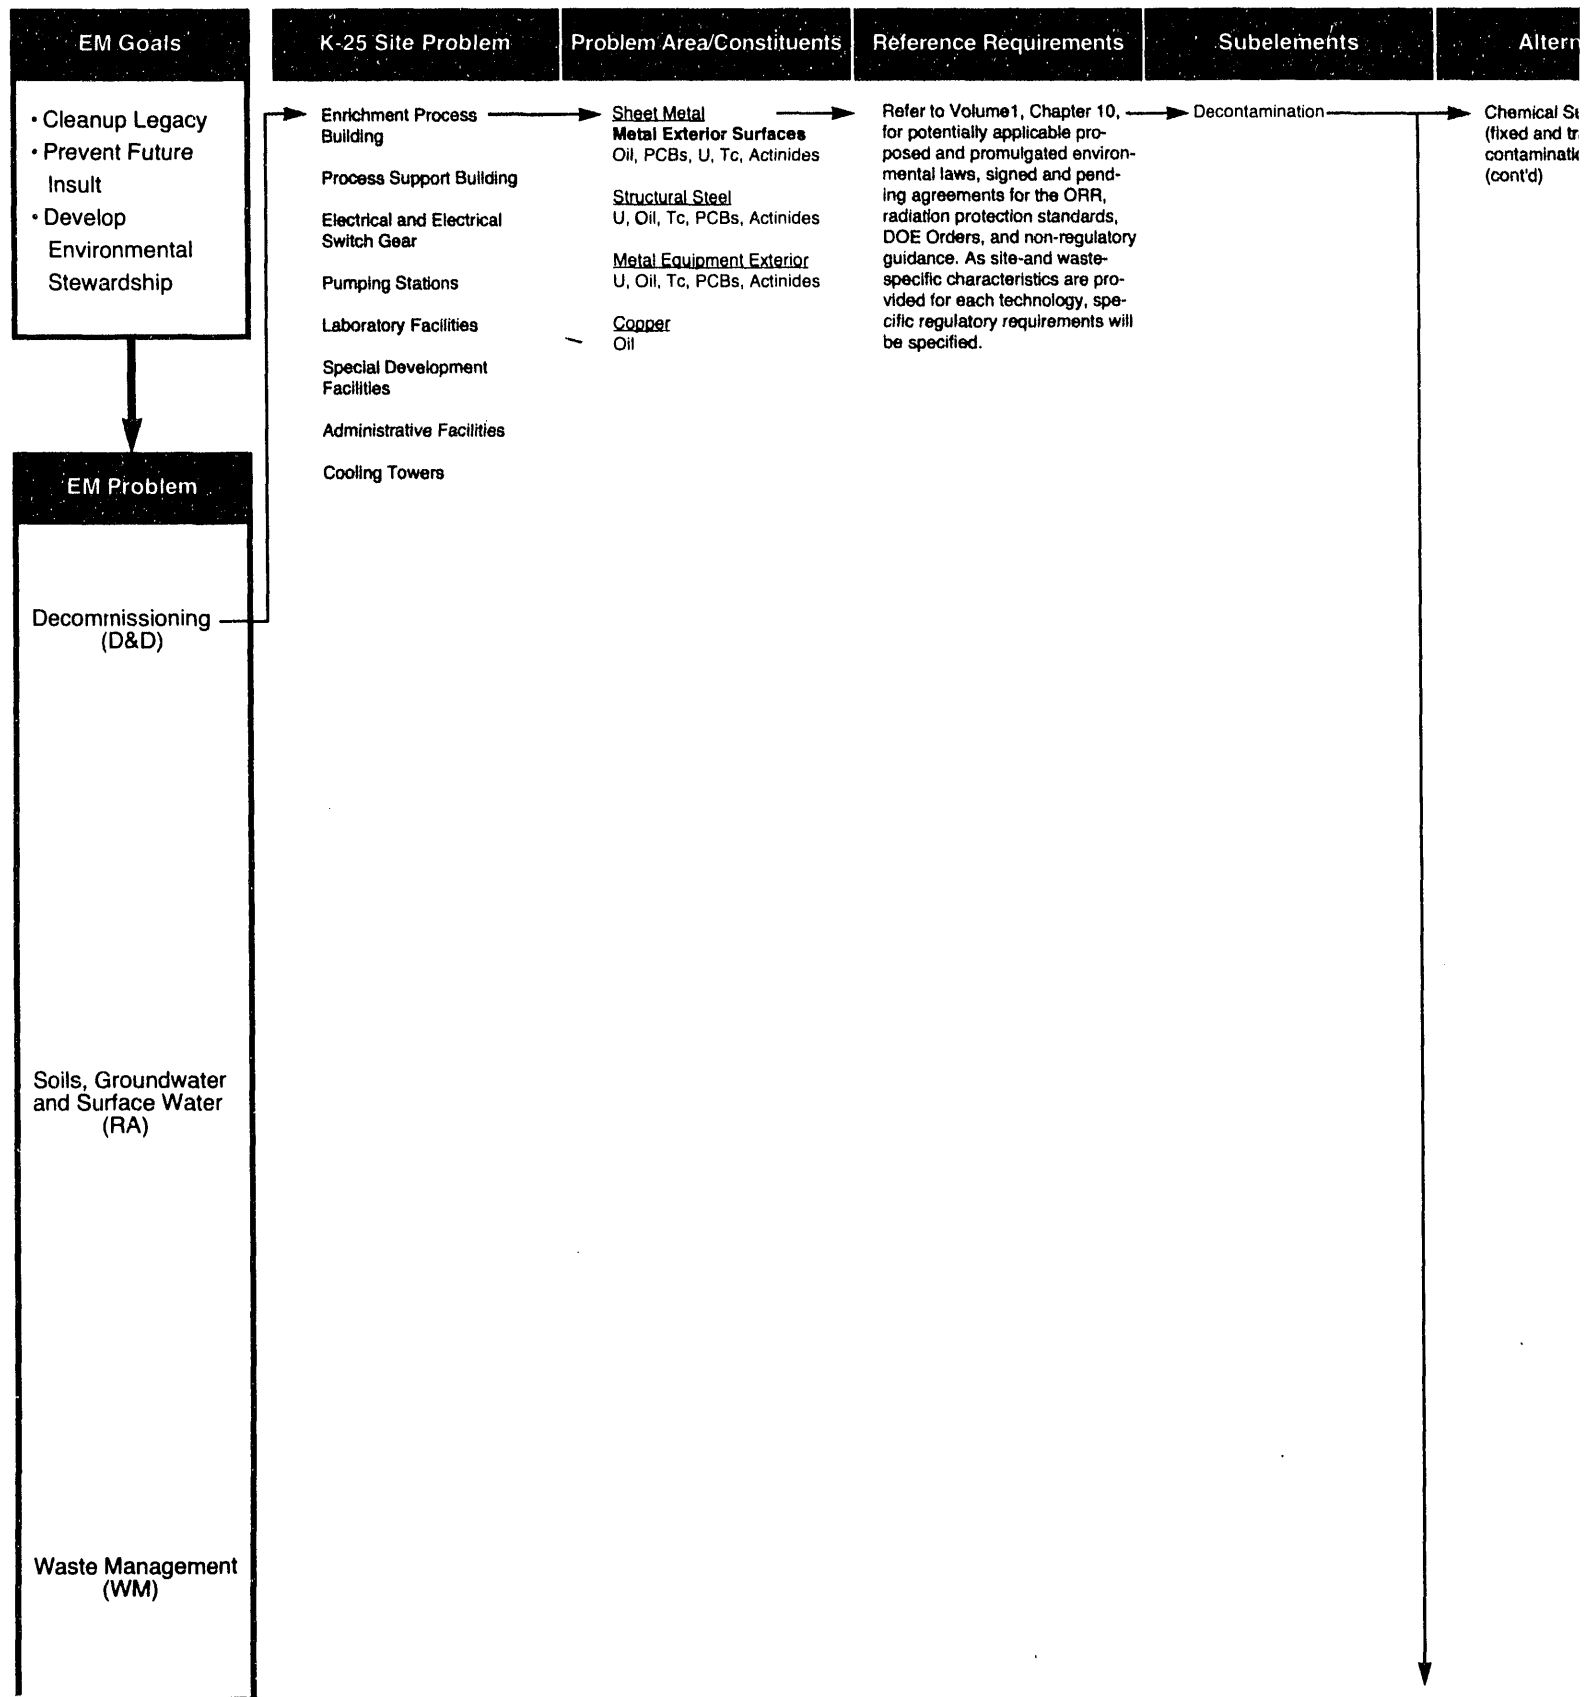 EM Goals
• Cleanup Legacy
• Prevent Future
Insult
• Develop
Environmental
Stewardship
EM Problem
Decommissioning
(D&D)
Soils, Groundwater
and Surface Water
(RA)
Waste Management
(WM)
K-25 Site Problem
Enrichment Process
Building
Process Support Building
Electrical and Electrical
Switch Gear
Pumping Stations
Laboratory Facilities
Special Development
Facilities
Administrative Facilities
Cooling Towers
Problem Area/Constituents
Sheet Metal
Metal Exterior Surfaces
Oil, PCBs, U, Tc, Actinides
Structural Steel
U, Oil, Tc, PCBs, Actinides
Metal Equipment Exterior
U, Oil, Tc, PCBs, Actinides
Copper
Oil
Reference Requirements
Refer to Volume1, Chapter 10,
for potentially applicable pro-
posed and promulgated environ-
mental laws, signed and pend-
ing agreements for the ORR,
radiation protection standards,
DOE Orders, and non-regulatory
guidance. As site-and waste-
specific characteristics are pro-
vided for each technology, spe-
cific regulatory requirements will
be specified.
Subelements
Decontamination
Chemical
(fixed and
(cont'd)